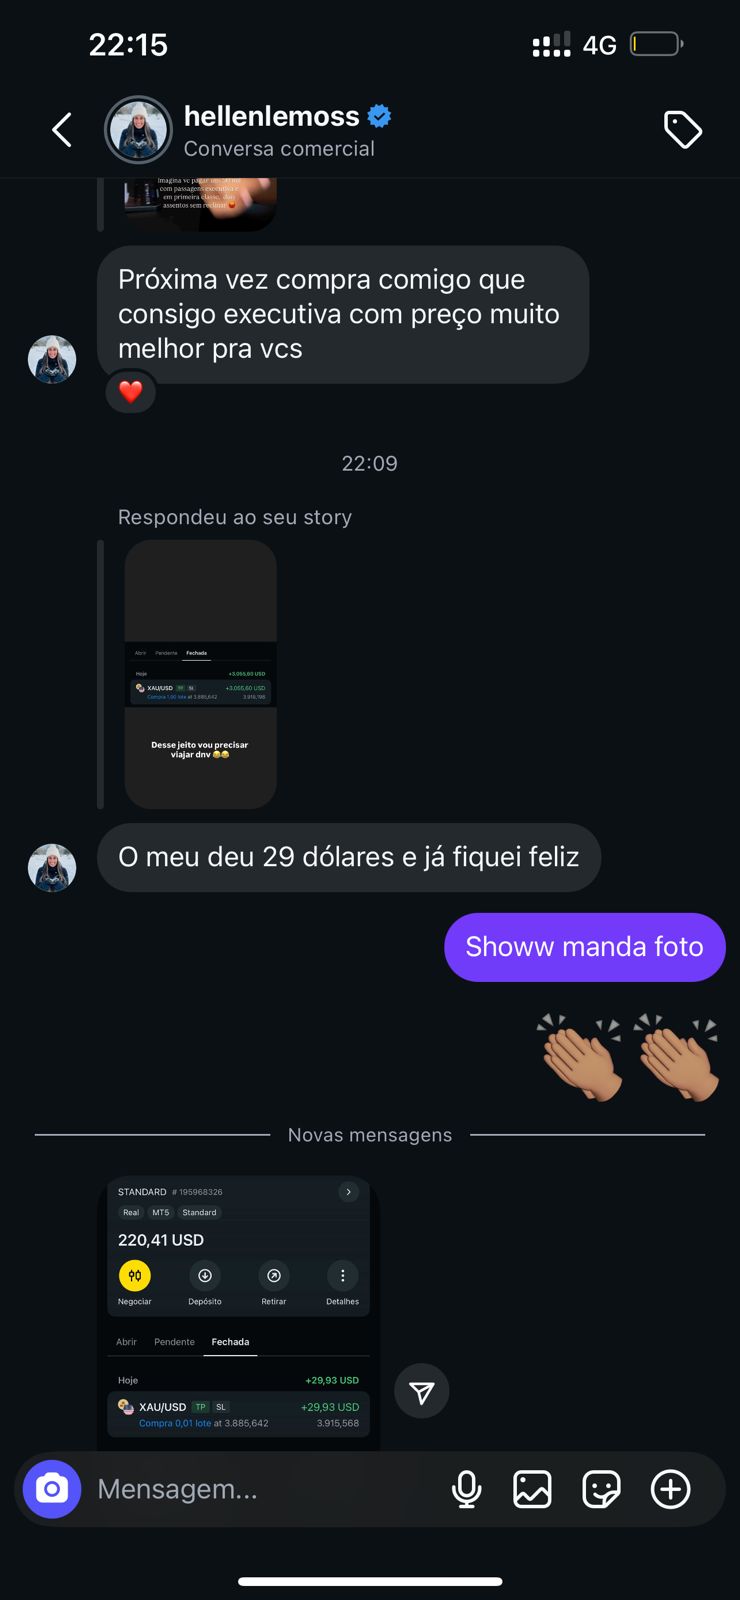 22:15
4G
hellenlemoss
Conversa comercial
Imagina vc pagar uns 50 mil
com passagens executiva e
em primeira classe, dois
assentos sem reclinar
Próxima vez compra comigo que
consigo executiva com preço muito
melhor pra vcs
❤️
22:09
Respondeu ao seu story
Abrir Pendente Fechada
Hoje +3.055,60 USD
XAU/USD TP SL +3.055,60 USD
Compra 1,00 lote at 3.885,642 3.916,198
Desse jeito vou precisar
viajar dnv 😂😂
O meu deu 29 dólares e já fiquei feliz
Showw manda foto
👏🏽👏🏽
Novas mensagens
STANDARD # 195968326
Real MT5 Standard
220,41 USD
Negociar Depósito Retirar Detalhes
Abrir Pendente Fechada
Hoje +29,93 USD
XAU/USD TP SL +29,93 USD
Compra 0,01 lote at 3.885,642 3.915,568
Mensagem...